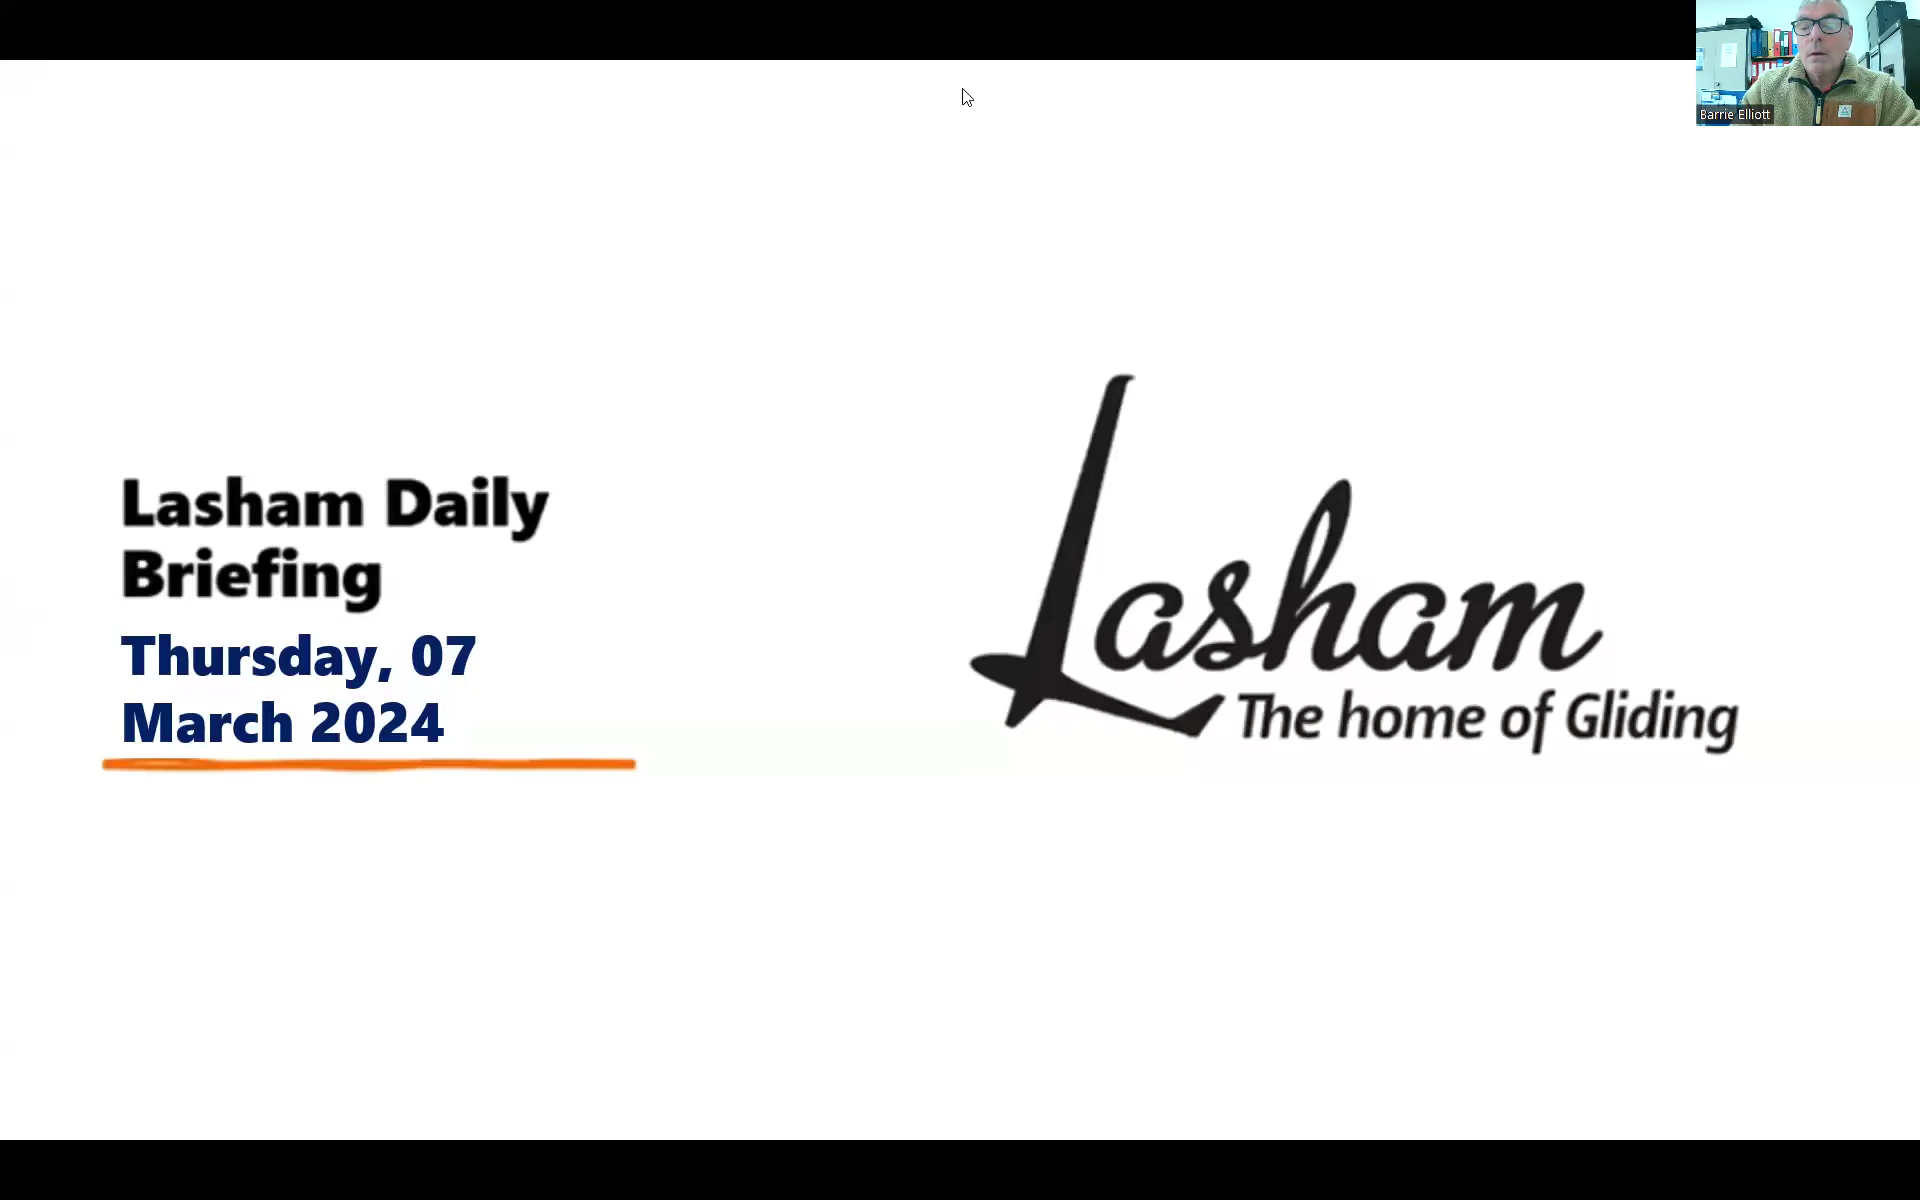 Barrie Elliott
Lasham Daily
Briefing
Thursday, 07
March 2024
Lasham
The home of Gliding